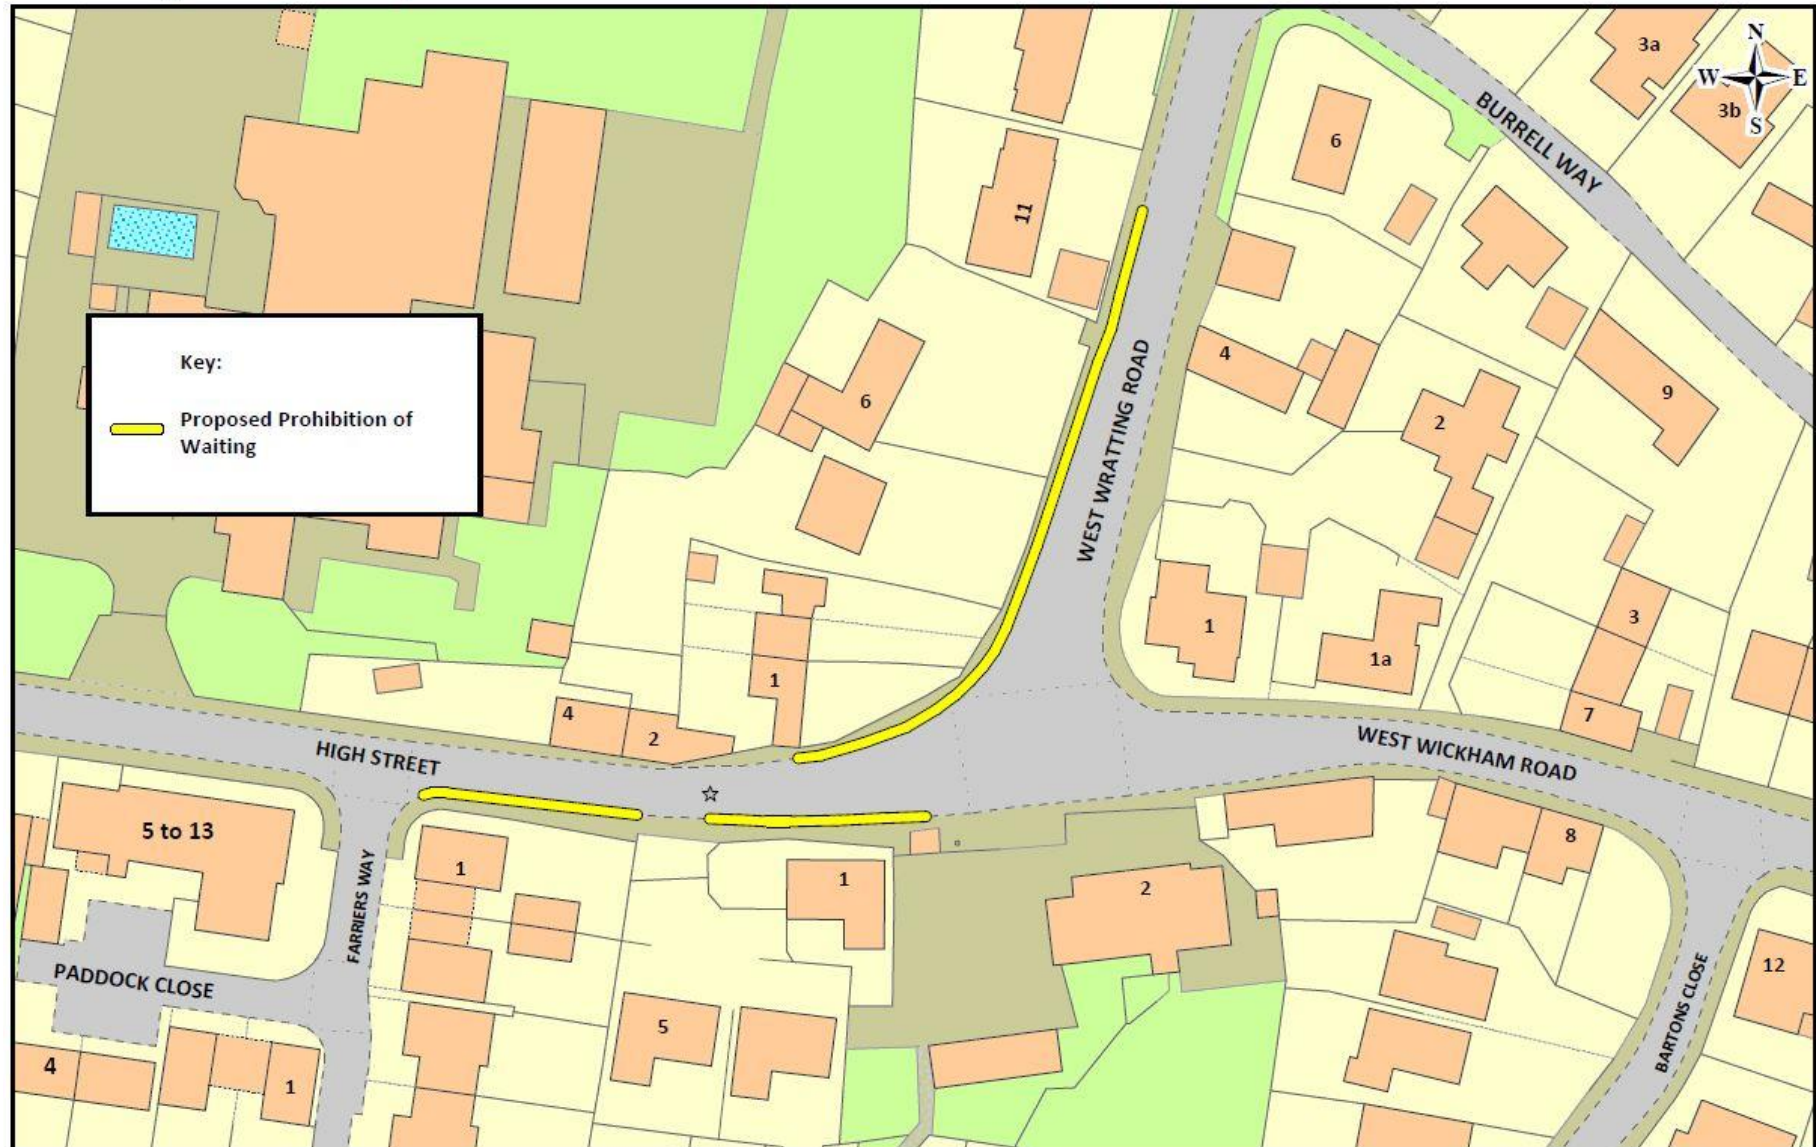 N
W
E
S
3a
3b
BURRELL WAY
6
11
Key:
Proposed Prohibition of
Waiting
WEST WRATTING ROAD
4
6
2
9
1
1a
3
7
1
4
2
HIGH STREET
WEST WICKHAM ROAD
5 to 13
FARRIERS WAY
1
1
2
8
PADDOCK CLOSE
5
12
BARTONS CLOSE
4
1